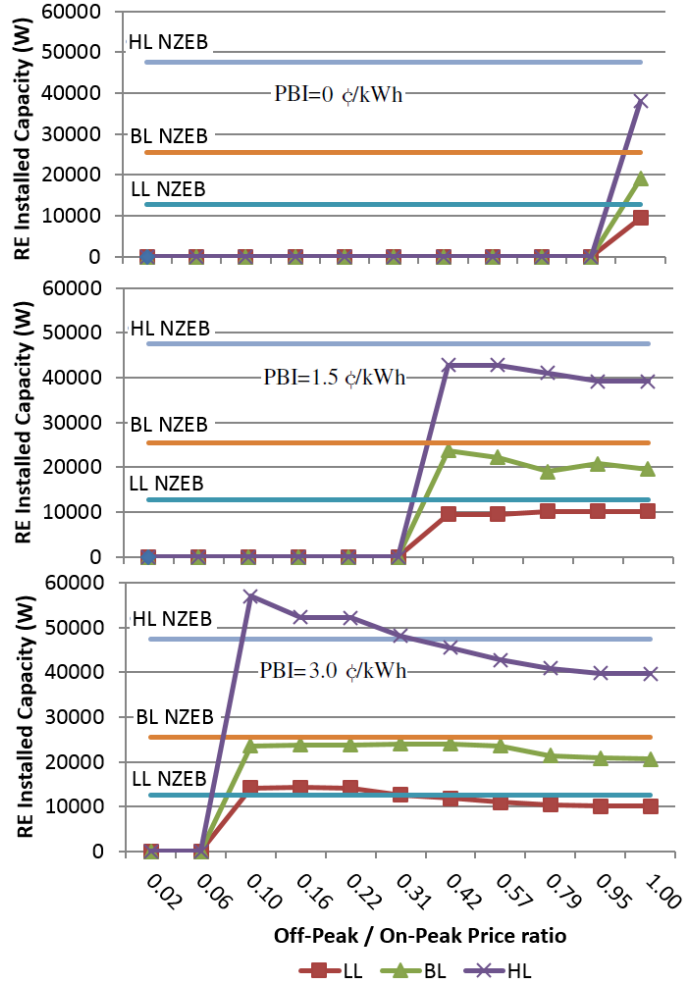 RE Installed Capacity (W)
60000
50000
40000
30000
20000
10000
0
HL NZEB
PBI=0 ¢/kWh
BL NZEB
LL NZEB
RE Installed Capacity (W)
60000
50000
40000
30000
20000
10000
0
HL NZEB
PBI=1.5 ¢/kWh
BL NZEB
LL NZEB
RE Installed Capacity (W)
60000
50000
40000
30000
20000
10000
0
HL NZEB
PBI=3.0 ¢/kWh
BL NZEB
LL NZEB
0.02 0.06 0.10 0.16 0.22 0.31 0.42 0.57 0.79 0.95 1.00
Off-Peak / On-Peak Price ratio
LL BL HL